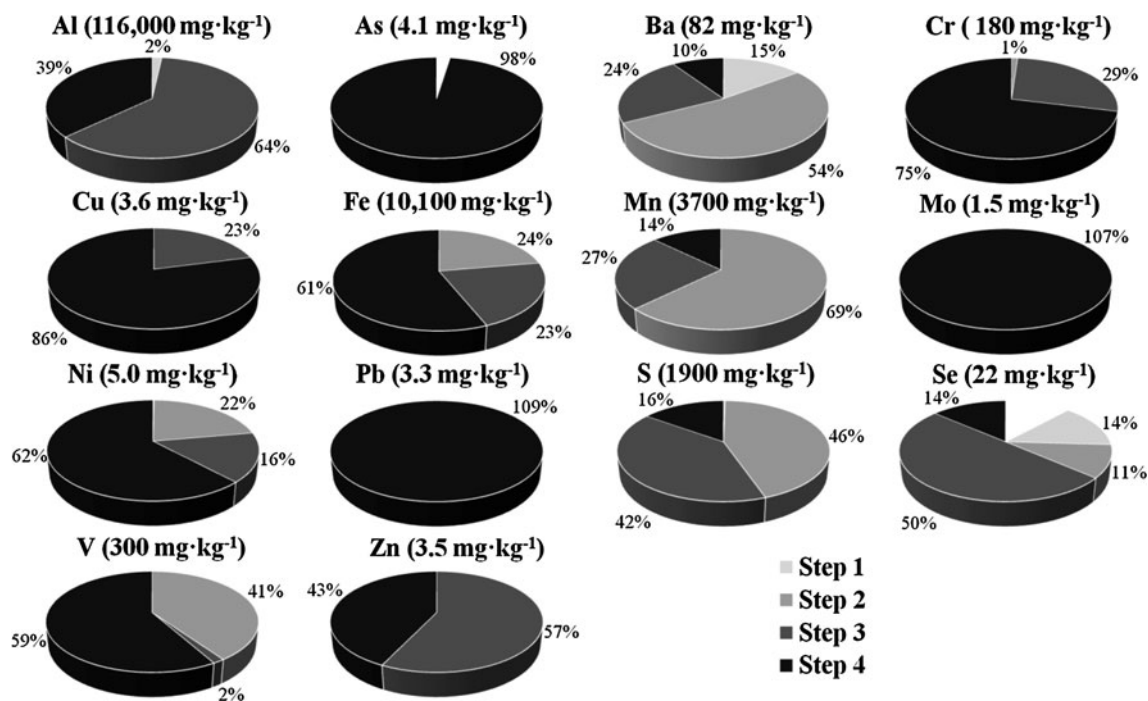 Al (116,000 mg·kg-1)
2%
39%
64%
As (4.1 mg·kg-1)
98%
Ba (82 mg·kg-1)
10%
15%
24%
54%
Cr ( 180 mg·kg-1)
1%
29%
75%
Cu (3.6 mg·kg-1)
23%
86%
Fe (10,100 mg·kg-1)
24%
61%
23%
Mn (3700 mg·kg-1)
14%
27%
69%
Mo (1.5 mg·kg-1)
107%
Ni (5.0 mg·kg-1)
22%
62%
16%
Pb (3.3 mg·kg-1)
109%
S (1900 mg·kg-1)
16%
46%
42%
Se (22 mg·kg-1)
14%
14%
11%
50%
V (300 mg·kg-1)
41%
59%
2%
Zn (3.5 mg·kg-1)
43%
57%
Step 1
Step 2
Step 3
Step 4